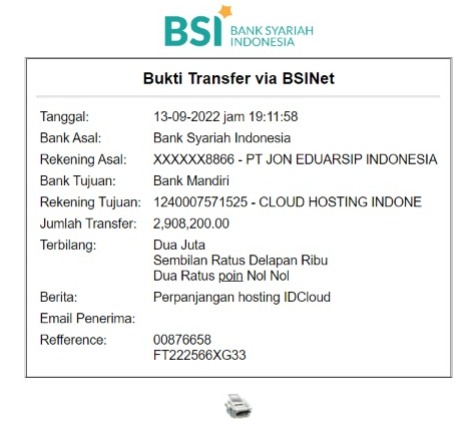 BSI BANK SYARIAH
INDONESIA
Bukti Transfer via BSINet
Tanggal: 13-09-2022 jam 19:11:58
Bank Asal: Bank Syariah Indonesia
Rekening Asal: XXXXXX8866 - PT JON EDUARSIP INDONESIA
Bank Tujuan: Bank Mandiri
Rekening Tujuan: 1240007571525 - CLOUD HOSTING INDONE
Jumlah Transfer: 2,908,200.00
Terbilang: Dua Juta
Sembilan Ratus Delapan Ribu
Dua Ratus poin Nol Nol
Berita: Perpanjangan hosting IDCloud
Email Penerima:
Refference: 00876658
FT222566XG33